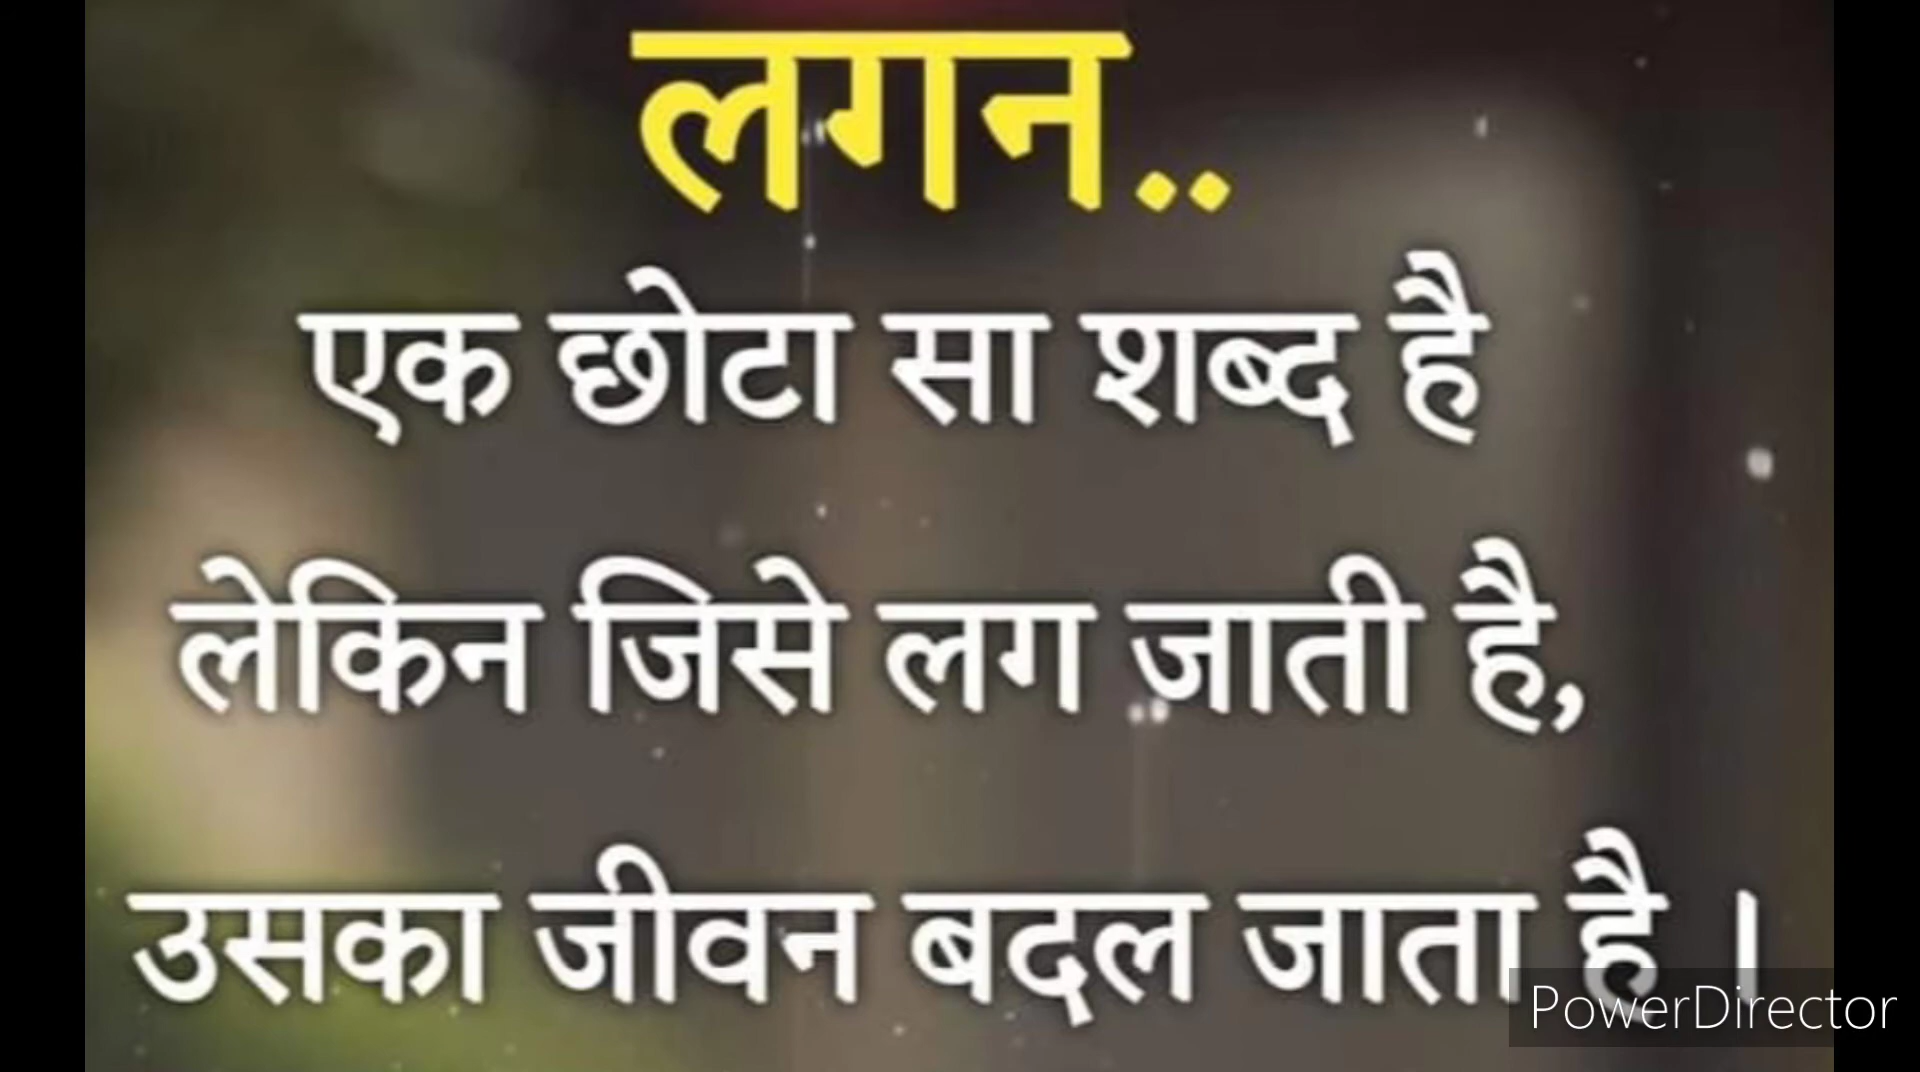 लगन..
एक छोटा सा शब्द है
लेकिन जिसे लग जाती है,
उसका जीवन बदल जाता है ।
PowerDirector